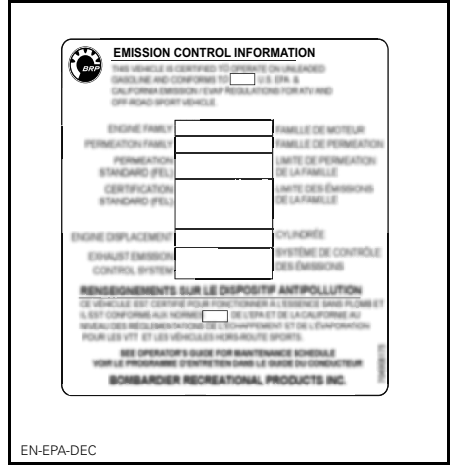 BRP
EMISSION CONTROL INFORMATION
THIS VEHICLE IS CERTIFIED TO OPERATE ON UNLEADED
GASOLINE AND CONFORMS TO U.S. EPA &
CALIFORNIA EMISSION / EVAP REGULATIONS FOR ATV AND
OFF-ROAD SPORT VEHICLE.
ENGINE FAMILY FAMILLE DE MOTEUR
PERMEATION FAMILY FAMILLE DE PERMÉATION
PERMEATION LIMITE DE PERMÉATION
STANDARD (FEL) DE LA FAMILLE
CERTIFICATION LIMITE DES ÉMISSIONS
STANDARD (FEL) DE LA FAMILLE
ENGINE DISPLACEMENT CYLINDRÉE
EXHAUST EMISSION SYSTÈME DE CONTRÔLE
CONTROL SYSTEM DES ÉMISSIONS
RENSEIGNEMENTS SUR LE DISPOSITIF ANTIPOLLUTION
CE VÉHICULE EST CERTIFIÉ POUR FONCTIONNER À L'ESSENCE SANS PLOMB ET
IL EST CONFORME AUX NORMES DE L'EPA ET DE LA CALIFORNIE AU
NIVEAU DES RÉGLEMENTATIONS DE L'ÉCHAPPEMENT ET DE L'ÉVAPORATION
POUR LES VTT ET LES VÉHICULES HORS-ROUTE SPORTS.
SEE OPERATOR'S GUIDE FOR MAINTENANCE SCHEDULE
VOIR LE PROGRAMME D'ENTRETIEN DANS LE GUIDE DU CONDUCTEUR
BOMBARDIER RECREATIONAL PRODUCTS INC.
EN-EPA-DEC